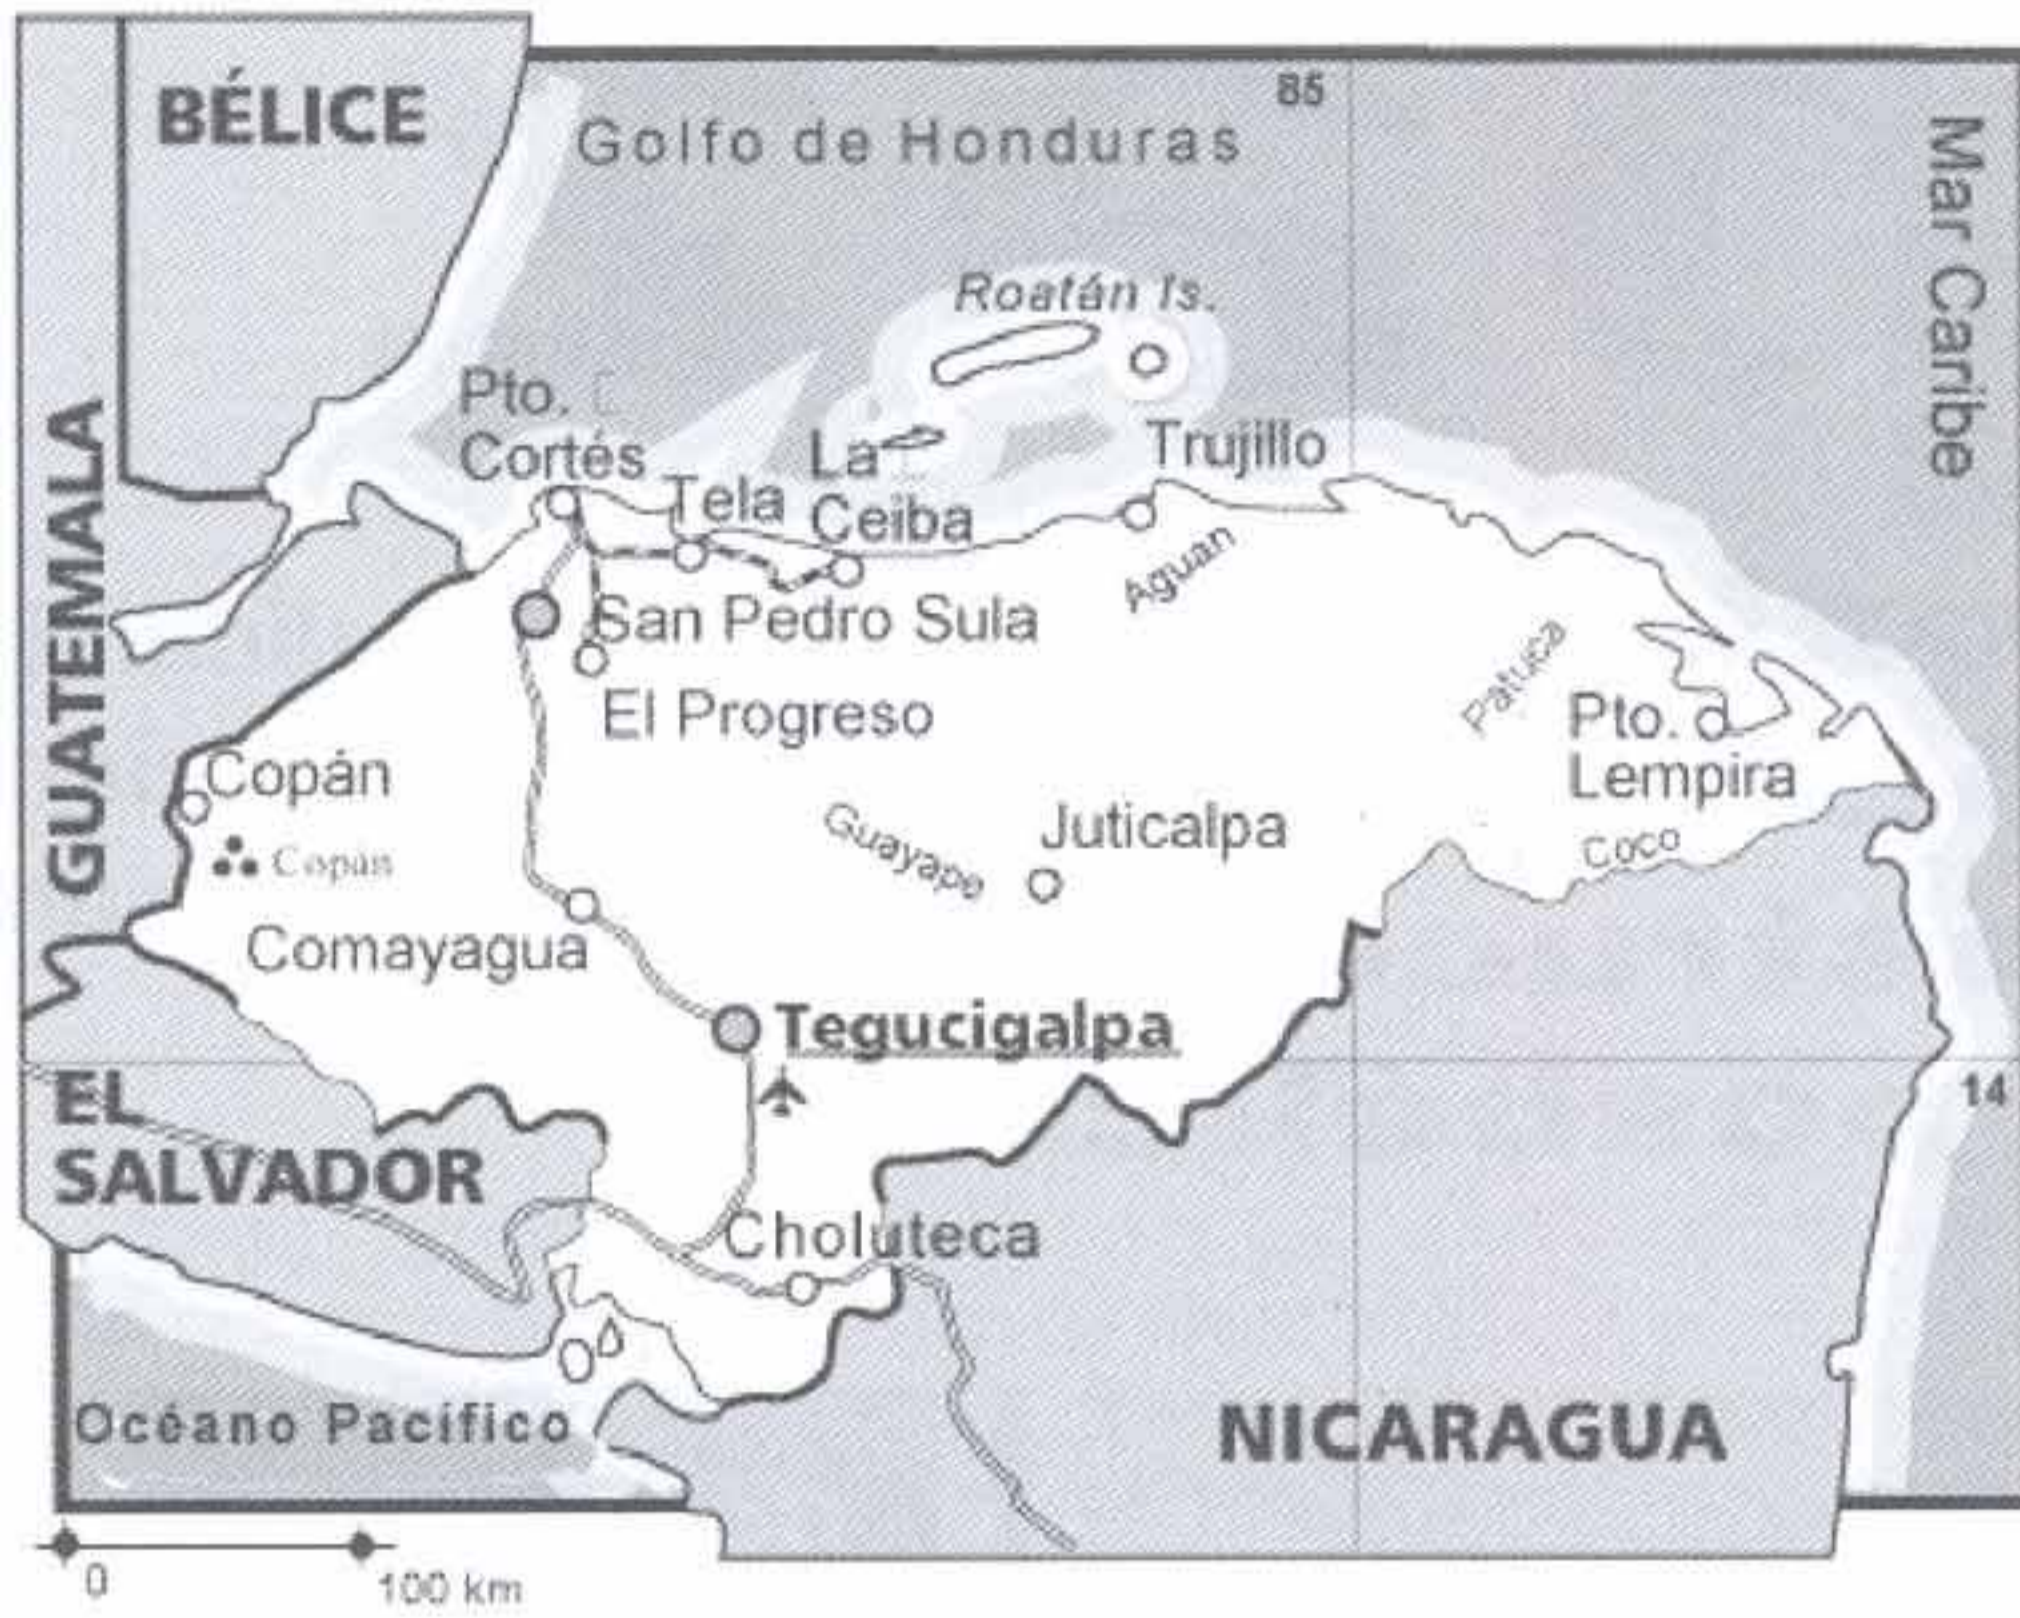 BÉLICE
85
Golfo de Honduras
Mar Caribe
Roatán Is.
Pto.
Cortés
Tela
La
Ceiba
Trujillo
GUATEMALA
Aguan
San Pedro Sula
El Progreso
Patuca
Pto.
Lempira
Copán
Copán
Guayape
Juticalpa
Coco
Comayagua
Tegucigalpa
EL
SALVADOR
14
Choluteca
Océano Pacífico
NICARAGUA
0
100 km